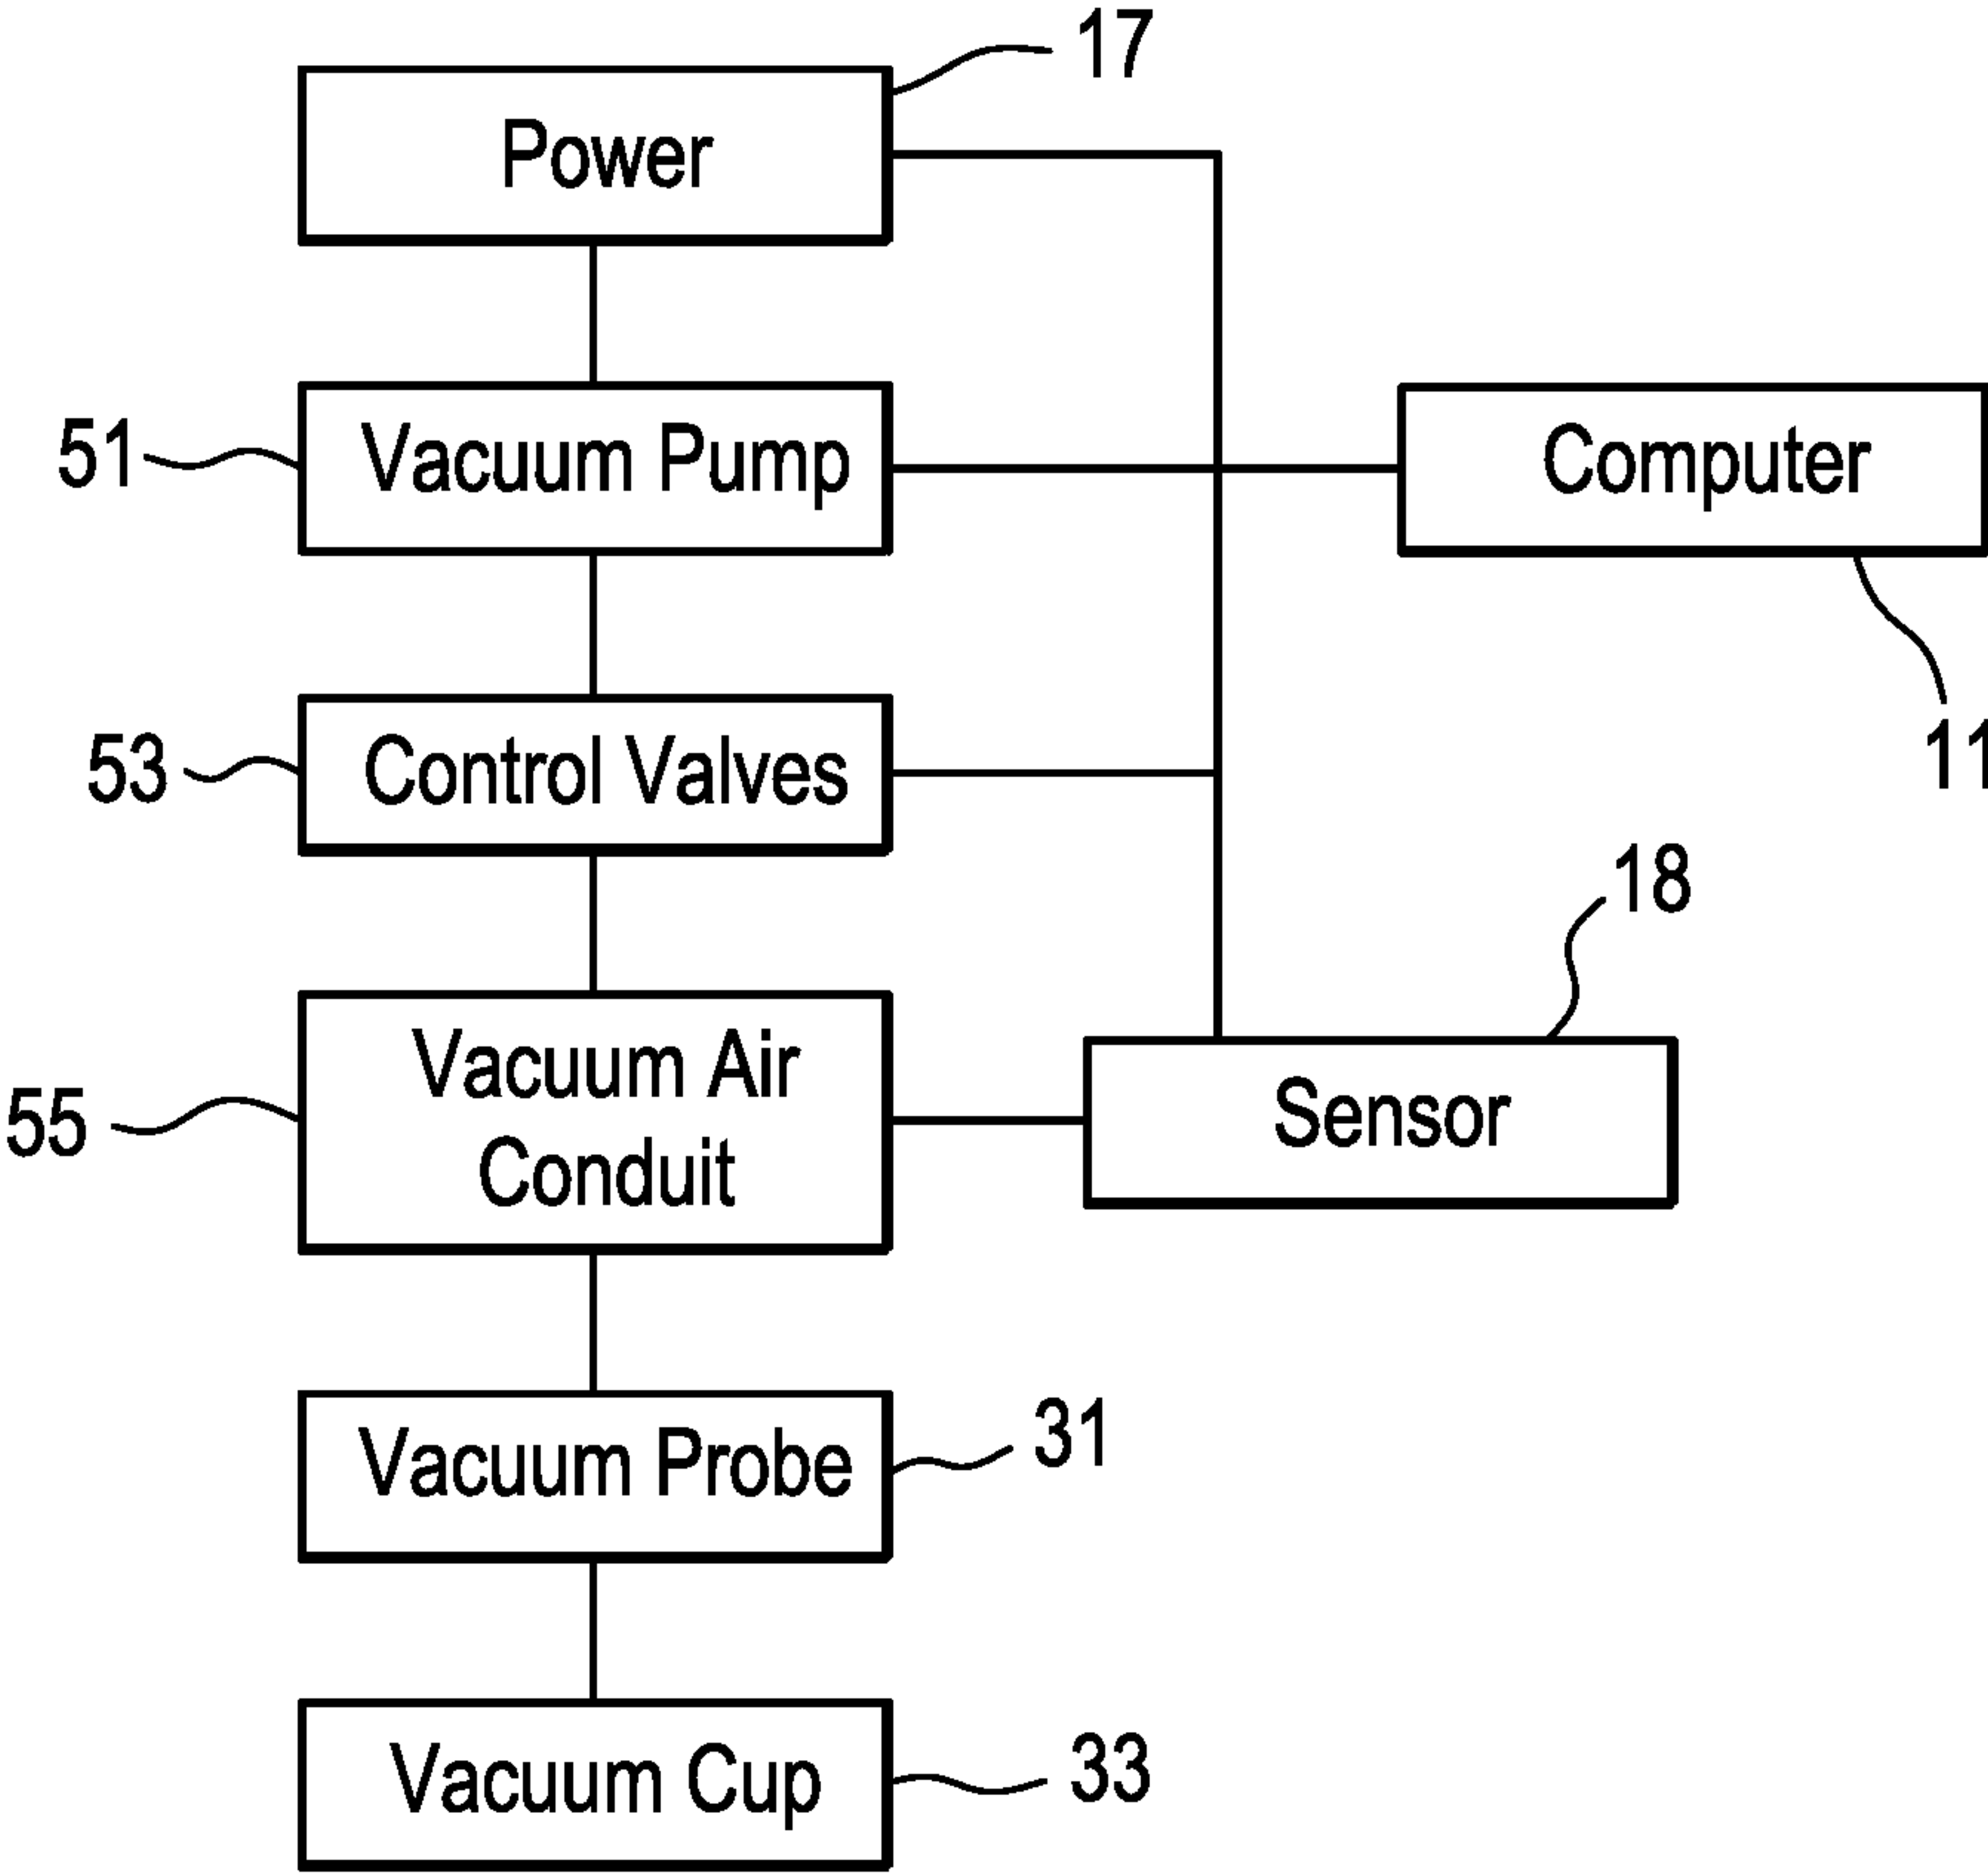 17
Power
51
Vacuum Pump
Computer
11
53
Control Valves
18
55
Vacuum Air
Conduit
Sensor
31
Vacuum Probe
33
Vacuum Cup